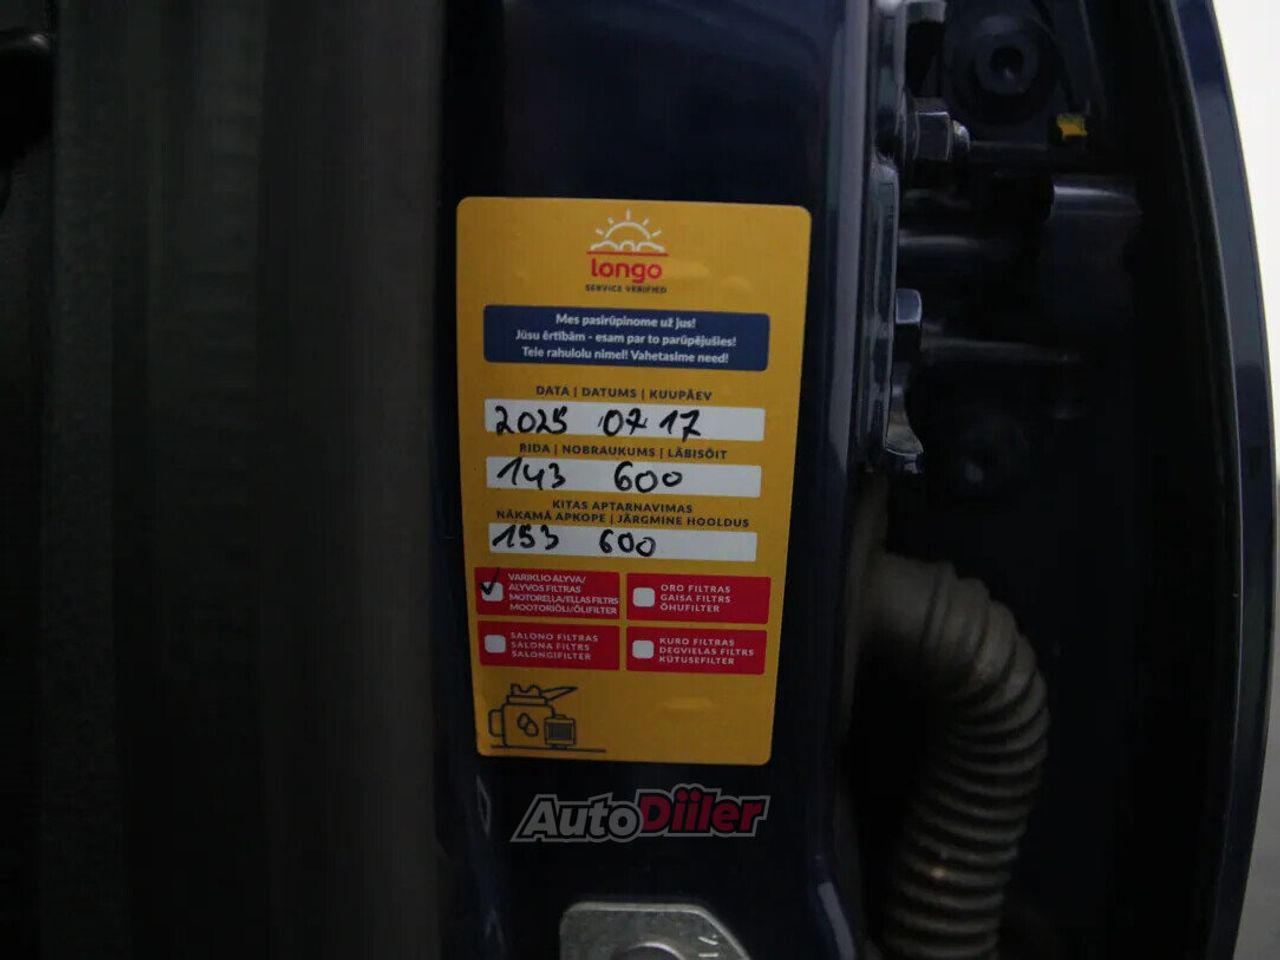 longo
SERVICE VERIFIED
Mes pasirūpinome už jus!
Jūsu ērtībām - esam par to parūpējušies!
Teie rahulolu nimel! Vahetasime need!
DATA | DATUMS | KUUPÄEV
2025 07 17
RIDA | NOBRAUKUMS | LÄBISÕIT
143 600
KITAS APTARNAVIMAS
NĀKAMĀ APKOPE | JÄRGMINE HOOLDUS
153 600
VARIKLIO ALYVA/
ALYVOS FILTRAS
MOTOREĻĻA/EĻĻAS FILTRS
MOOTORIÕLI/ÕLIFILTER
ORO FILTRAS
GAISA FILTRS
ÕHUFILTER
SALONO FILTRAS
SALONA FILTRS
SALONGIFILTER
KURO FILTRAS
DEGVIELAS FILTRS
KÜTUSEFILTER
AutoDiiler